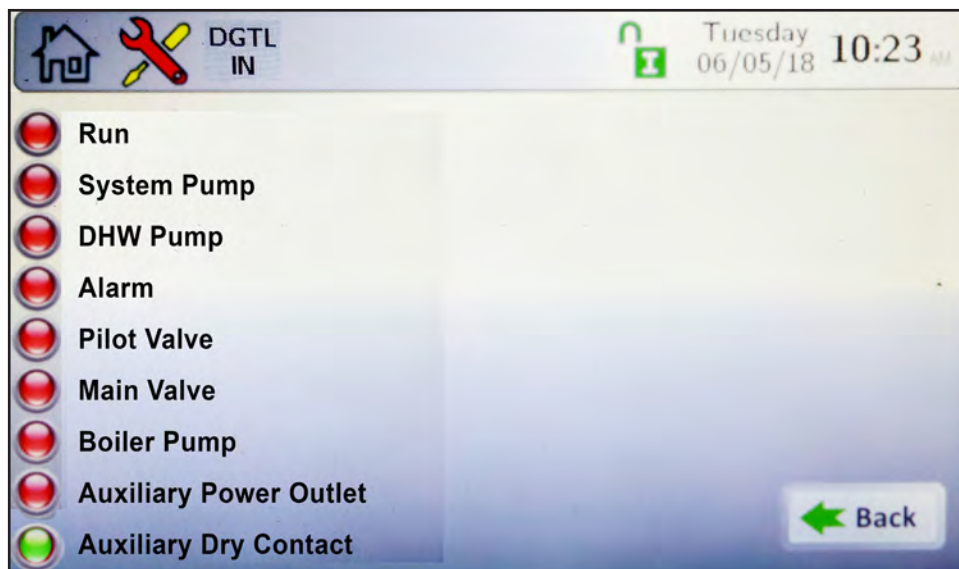 DGTL
IN
Tuesday
06/05/18
10:23 AM
Run
System Pump
DHW Pump
Alarm
Pilot Valve
Main Valve
Boiler Pump
Auxiliary Power Outlet
Back
Auxiliary Dry Contact